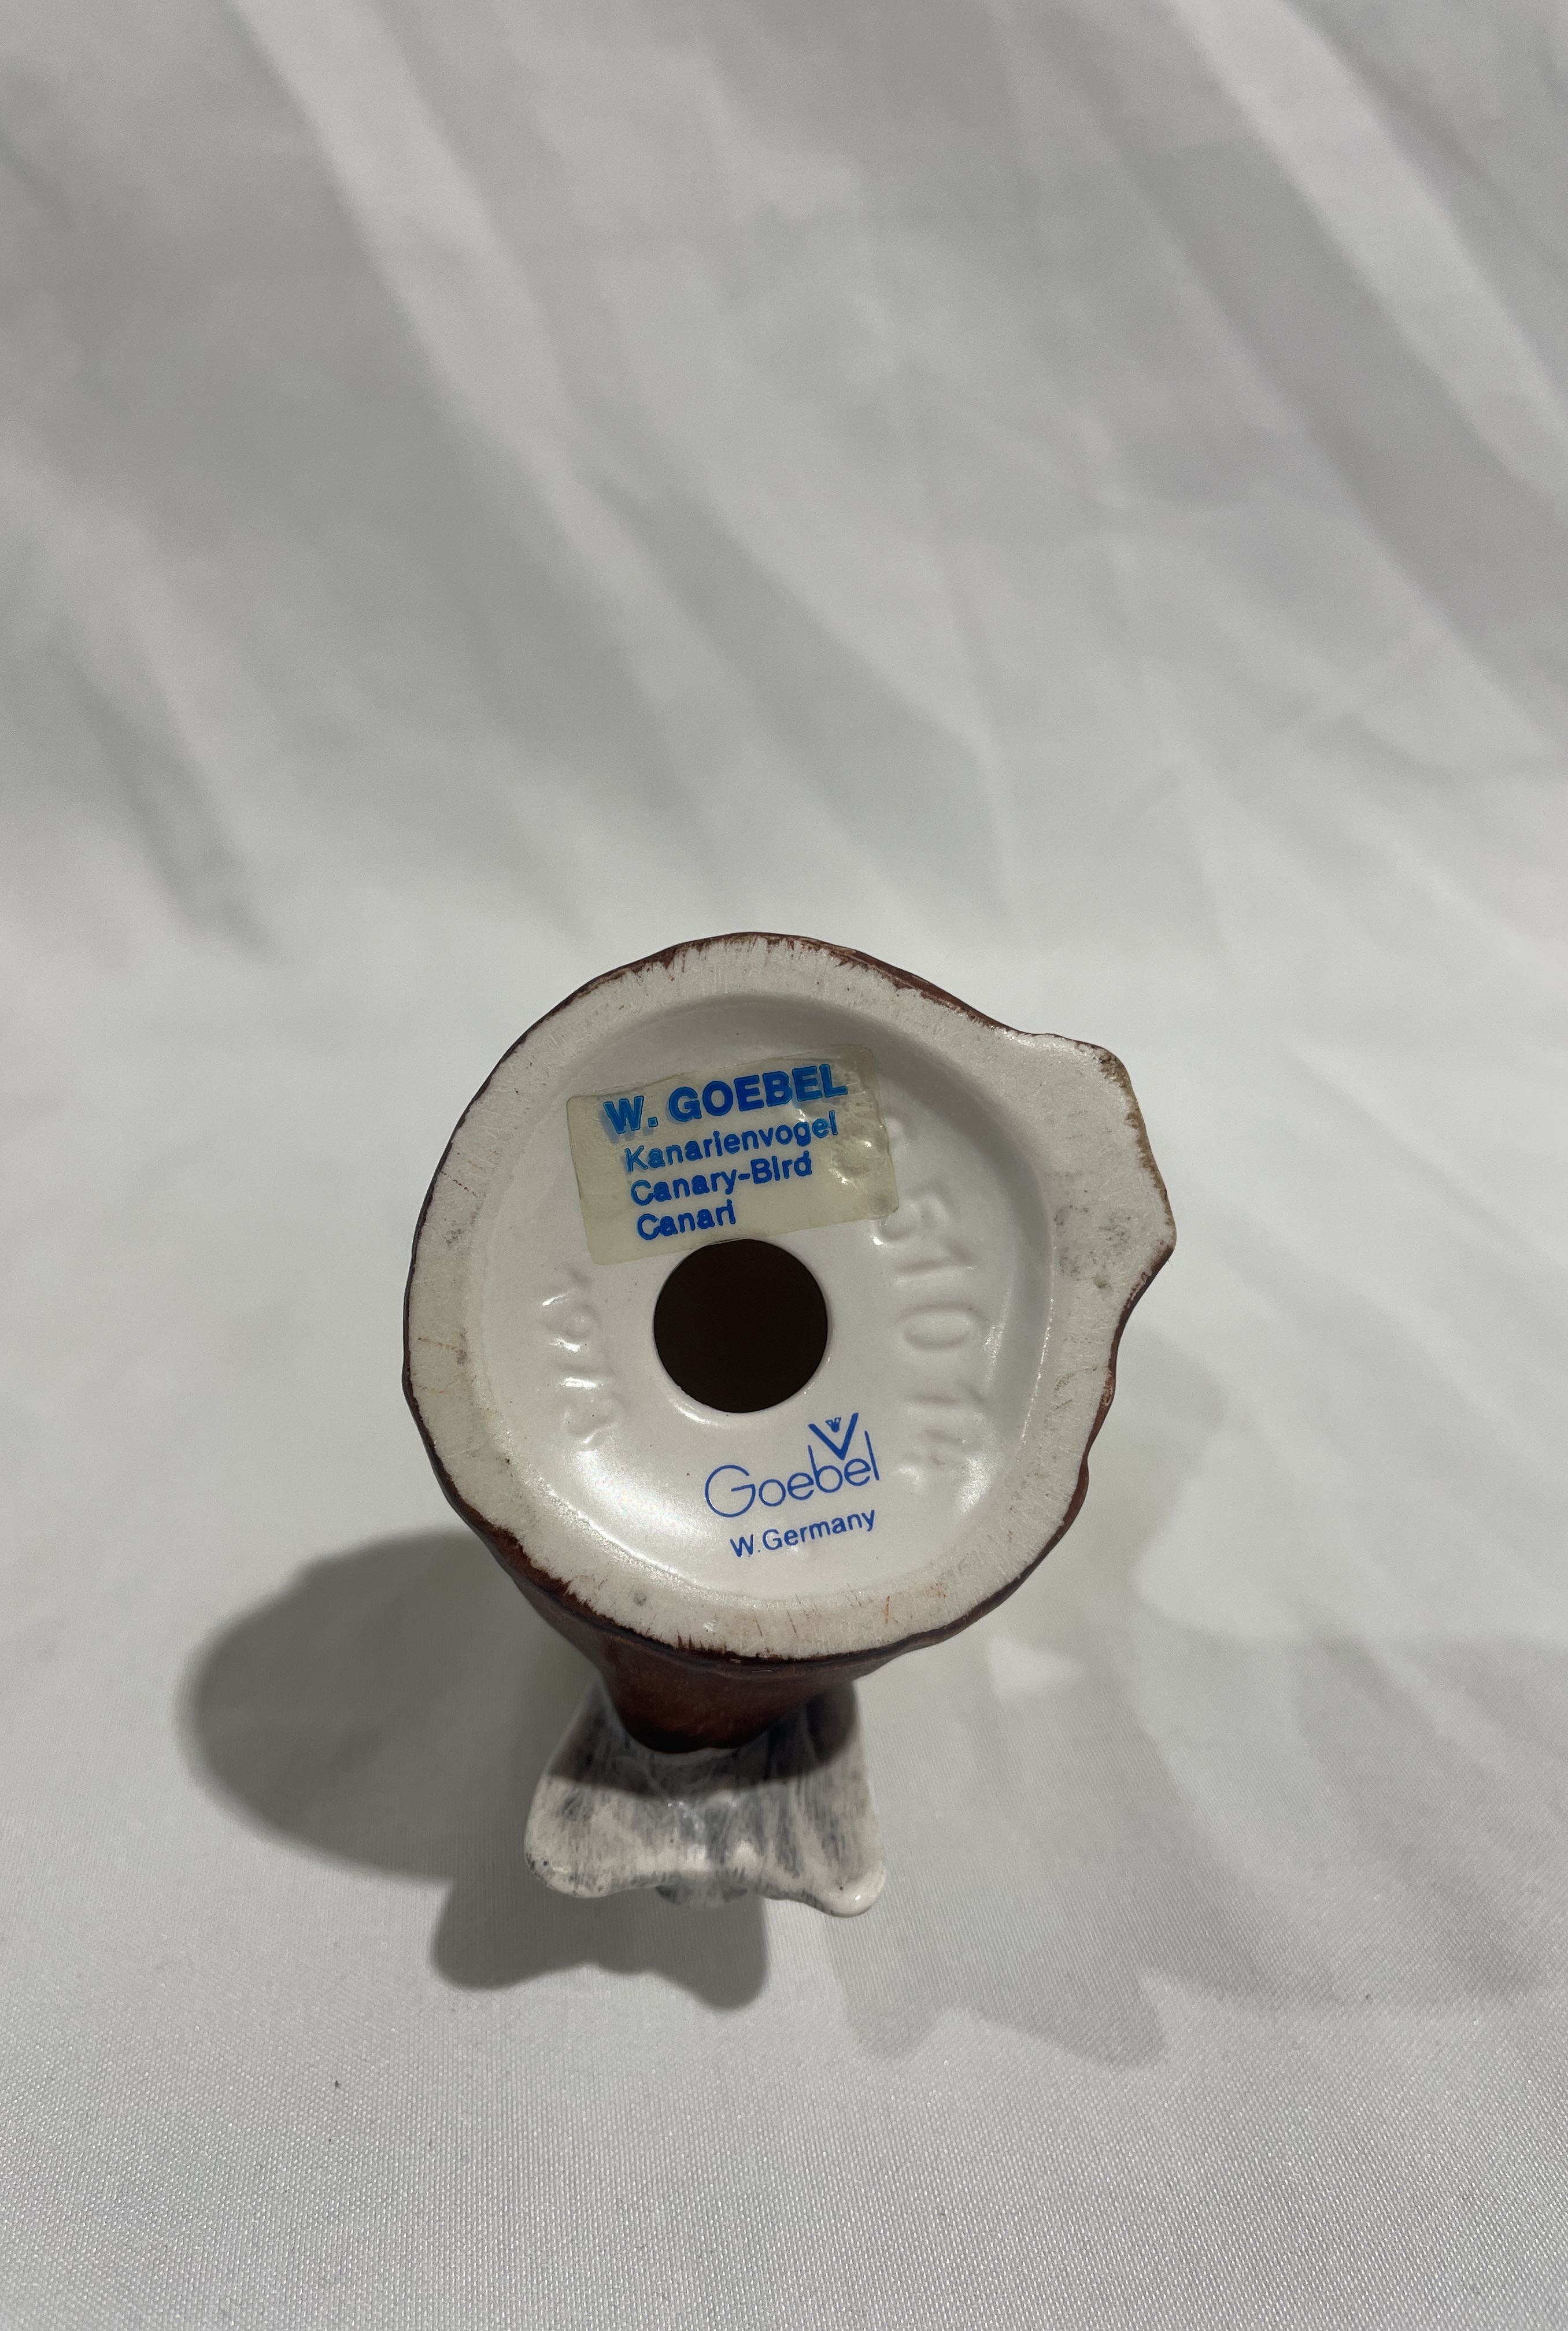 W. GOEBEL
Kanarienvogel
Canary-Bird
Canari
Goebel
W.Germany